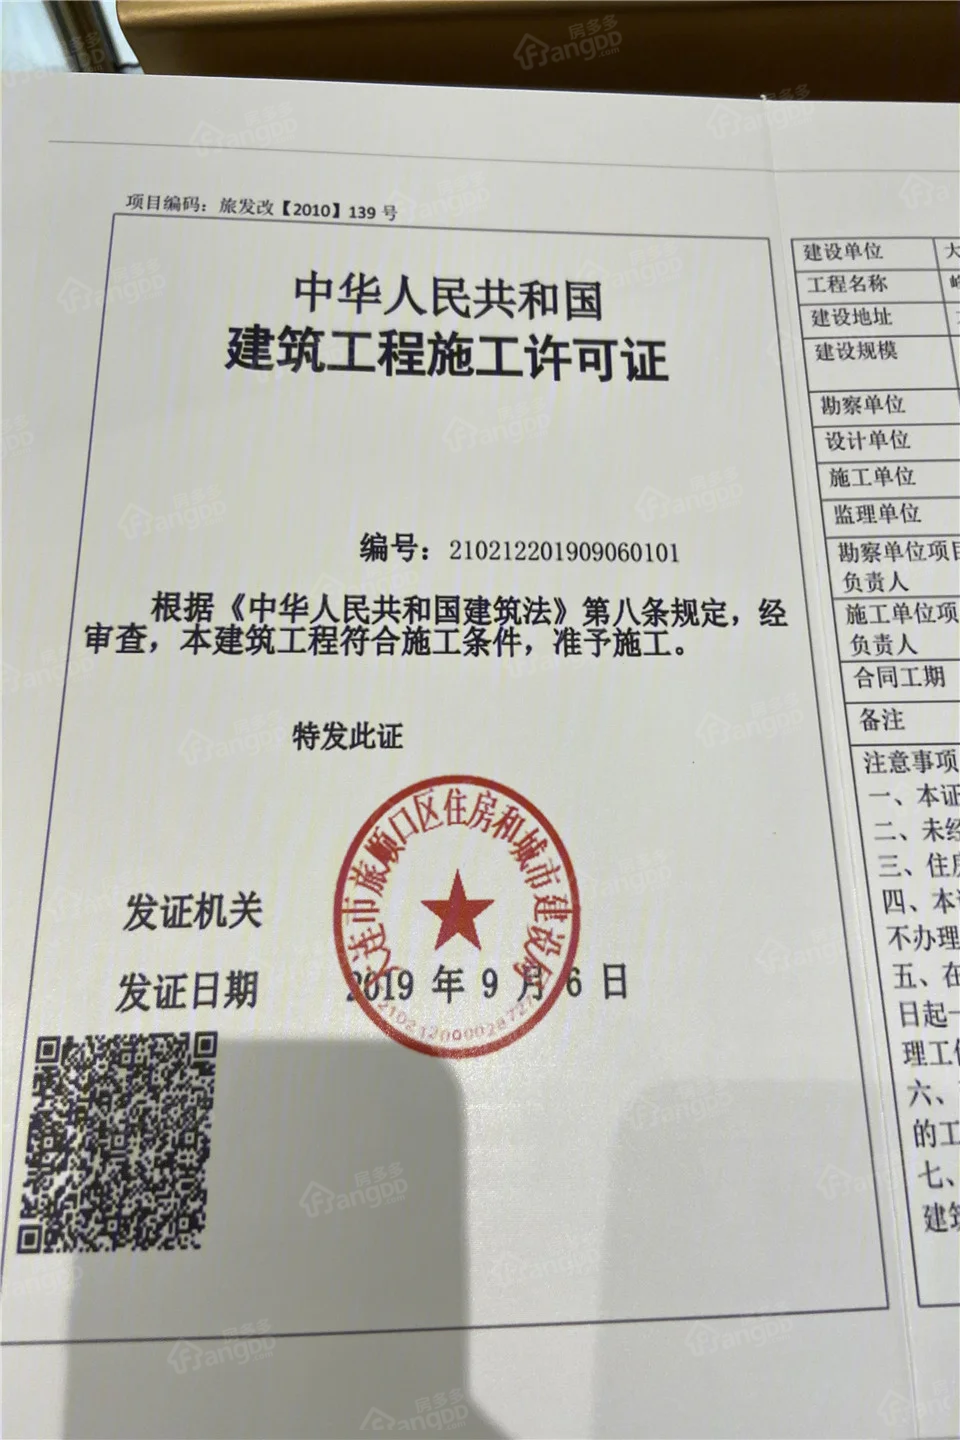 项目编码：旅发改【2010】139 号
中华人民共和国
建筑工程施工许可证
编号：210212201909060101
根据《中华人民共和国建筑法》第八条规定，经
审查，本建筑工程符合施工条件，准予施工。
特发此证
大连市旅顺口区住房和城市建设局
发证机关
发证日期 2019 年 9 月 6 日
建设单位 大
工程名称
建设地址
建设规模
勘察单位
设计单位
施工单位
监理单位
勘察单位项目
负责人
施工单位项
负责人
合同工期
备注
注意事项
一、本证
二、未经
三、住房
四、本证
不办理
五、在
日起一
理工作
六、
的工
七、
建筑
房多多
Fangdd.com